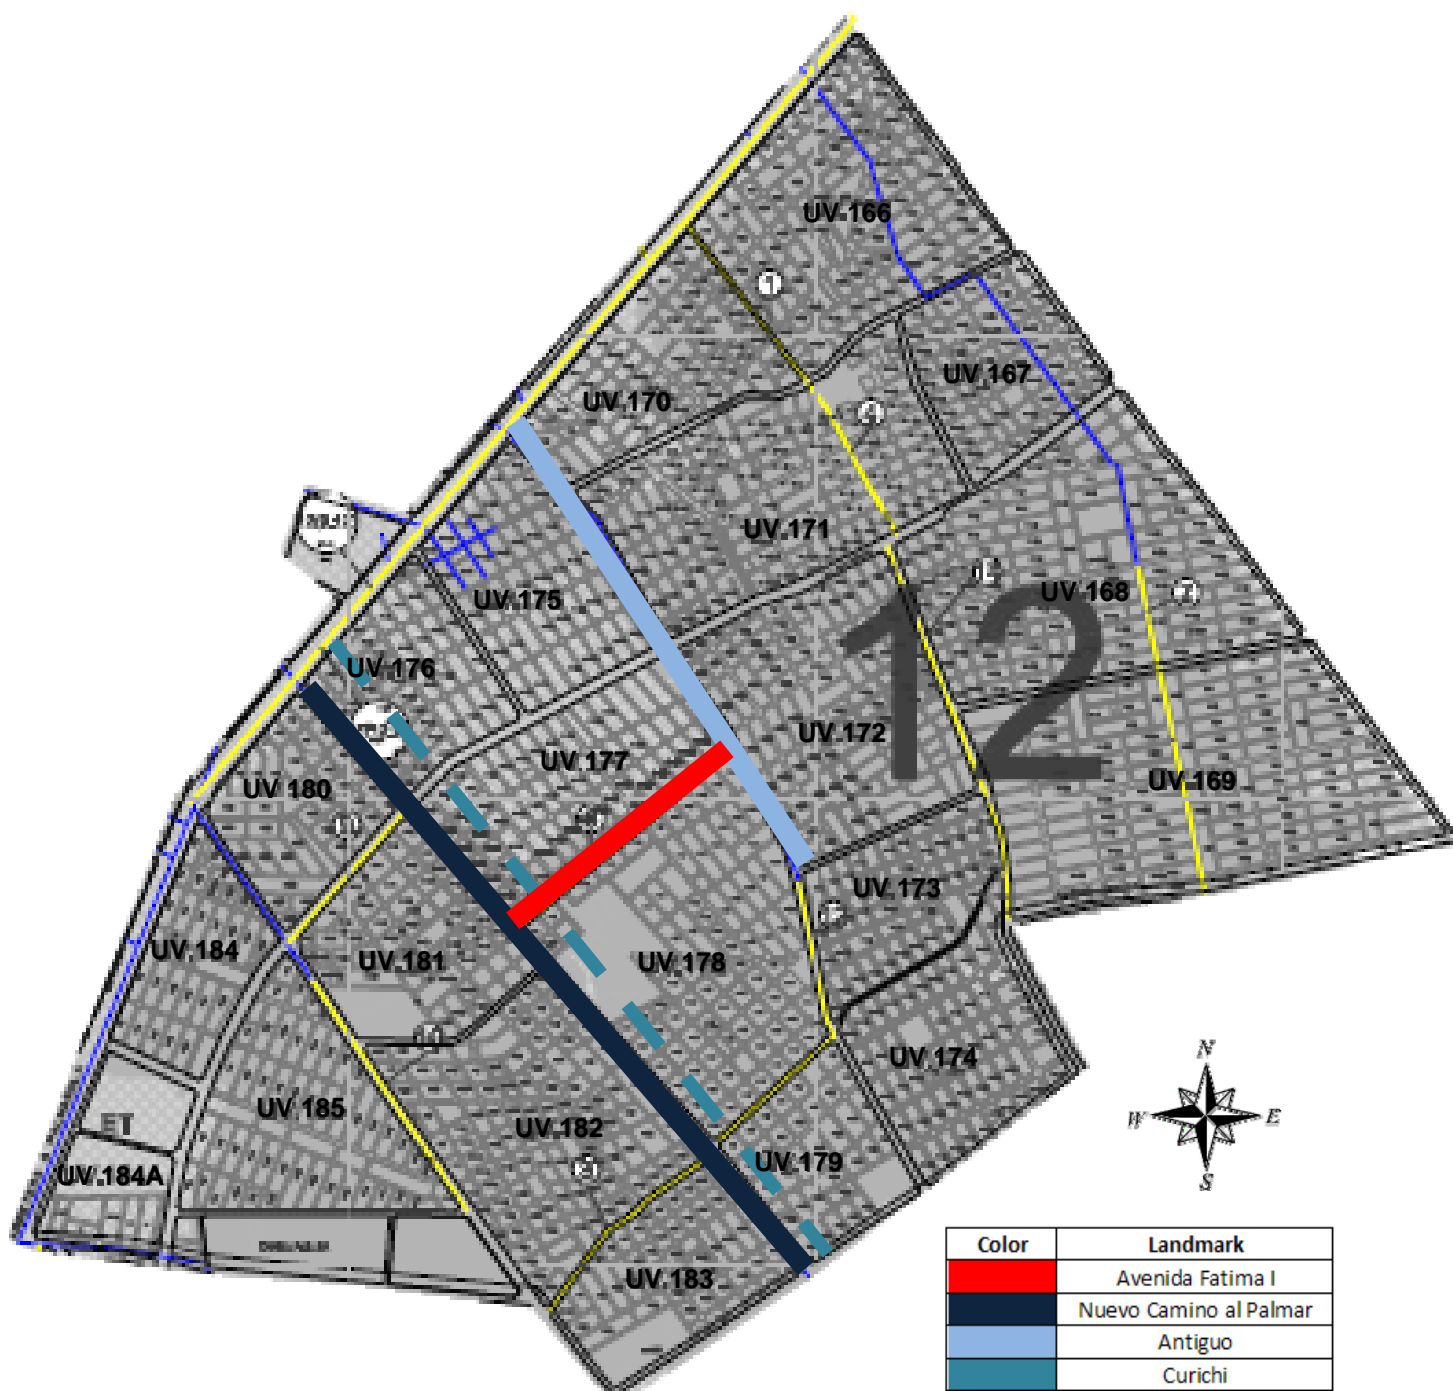 UV 166
1
UV 167
UV 170
4
UV 171
UV 168
UV 175
12
UV 176
UV 172
UV 177
UV 169
UV 180
UV 173
UV 184
UV 181
UV 178
UV 174
N
W E
S
UV 185
ET
UV 182
UV 179
UV 184A
UV 183
Color Landmark
Avenida Fatima I
Nuevo Camino al Palmar
Antiguo
Curichi